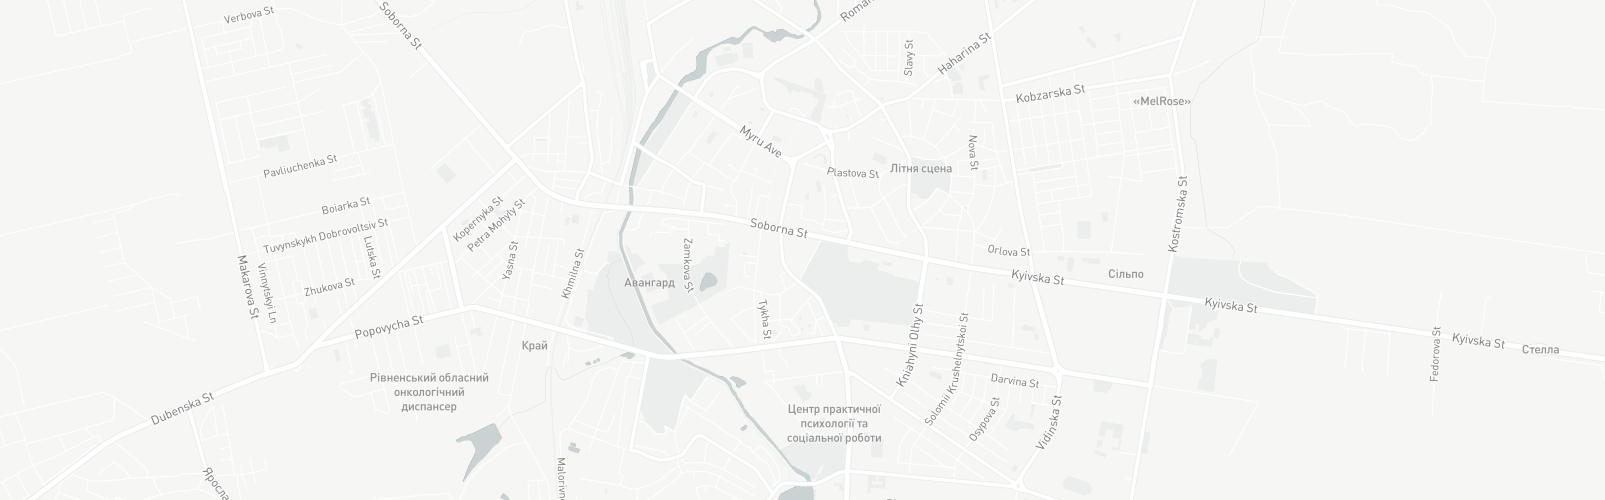 Verbova St
Soborna St
Slavy St
Haharina St
Kobzarska St
«MelRose»
Myru Ave
Nova St
Pavliuchenka St
Plastova St
Літня сцена
Boiarka St
Kopernyka St
Petra Mohyly St
Kostromska St
Tuvynskykh Dobrovoltsiv St
Soborna St
Lutska St
Yasna St
Zamkova St
Orlova St
Makarova St
Vinnytskyi Ln
Khmilna St
Авангард
Kyivska St
Сільпо
Zhukova St
Kyivska St
Popovycha St
Tykha St
Kniahyni Olhy St
Край
Solomii Krushelnytskoi St
Kyivska St
Стелла
Fedorova St
Рівненський обласний
онкологічний
диспансер
Darvina St
Dubenska St
Центр практичної
психології та
соціальної роботи
Osypova St
Vidinska St